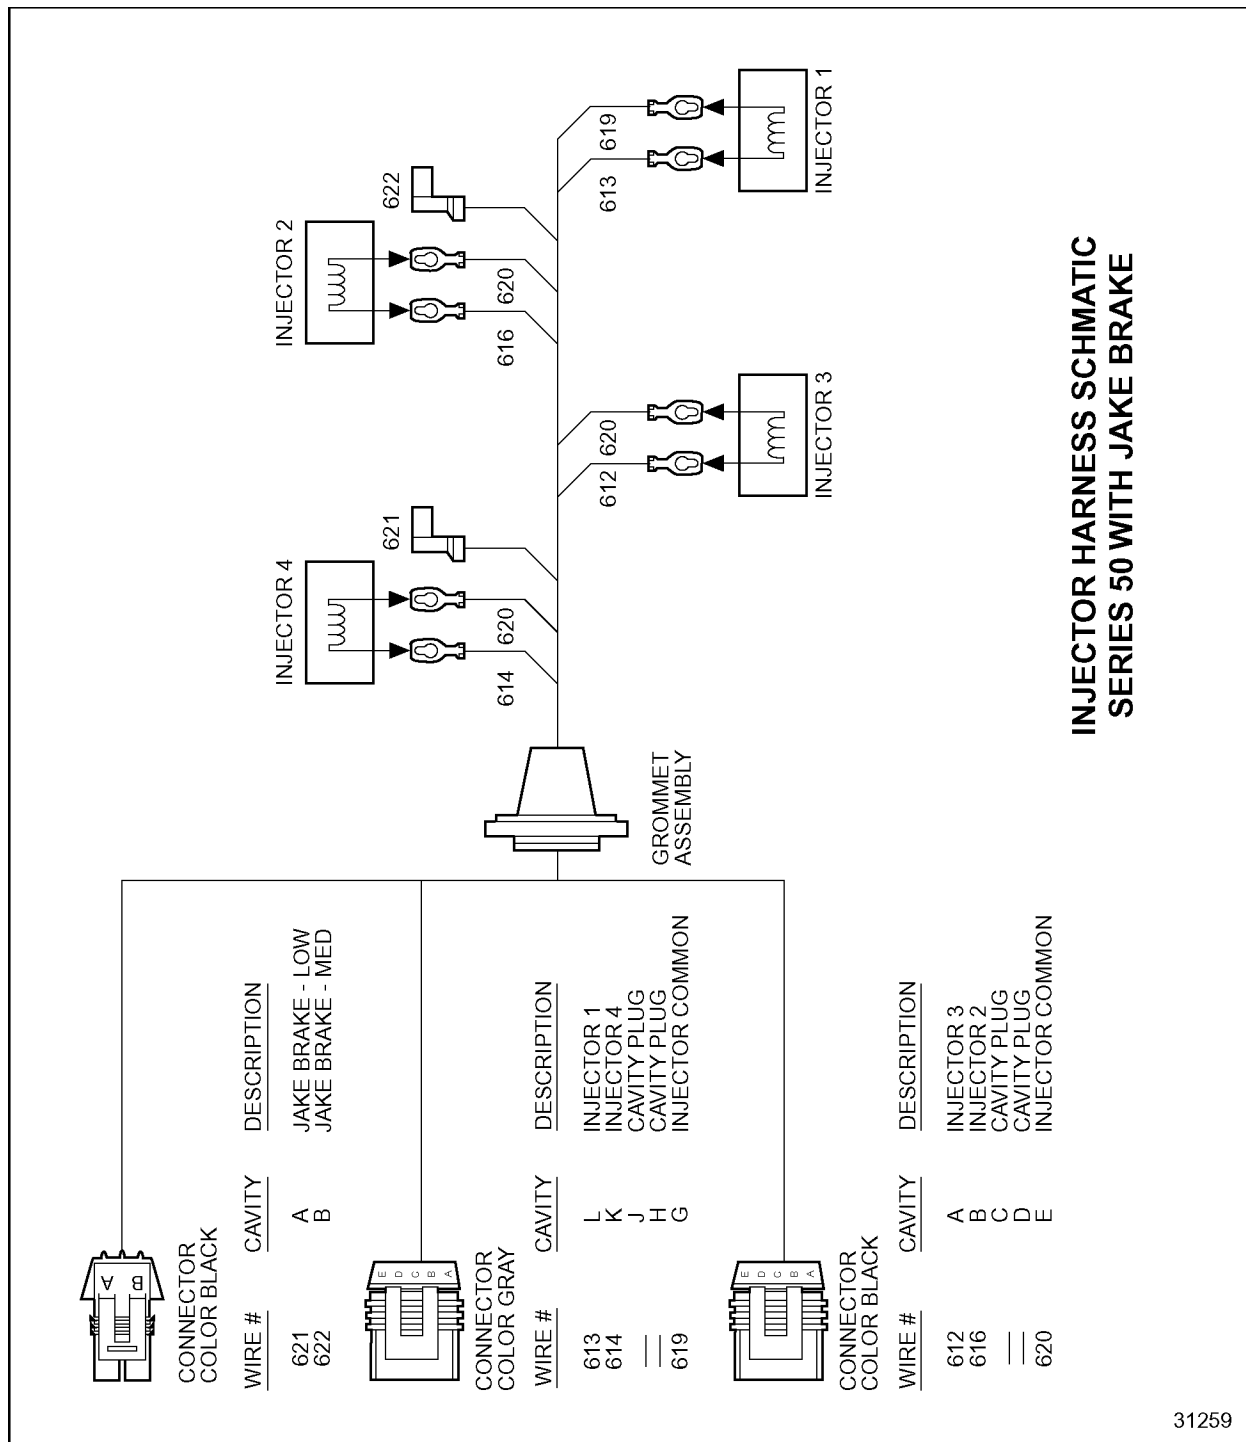 INJECTOR HARNESS SCHMATIC
SERIES 50 WITH JAKE BRAKE
CONNECTOR
COLOR BLACK
A
B
WIRE # CAVITY DESCRIPTION
621 A JAKE BRAKE - LOW
622 B JAKE BRAKE - MED
CONNECTOR
COLOR GRAY
E D C B A
WIRE # CAVITY DESCRIPTION
613 L INJECTOR 1
614 K INJECTOR 4
— J CAVITY PLUG
— H CAVITY PLUG
619 G INJECTOR COMMON
CONNECTOR
COLOR BLACK
E D C B A
WIRE # CAVITY DESCRIPTION
612 A INJECTOR 3
616 B INJECTOR 2
— C CAVITY PLUG
— D CAVITY PLUG
620 E INJECTOR COMMON
GROMMET
ASSEMBLY
INJECTOR 4
614
620
621
INJECTOR 2
616
620
622
INJECTOR 3
612
620
INJECTOR 1
613
619
31259